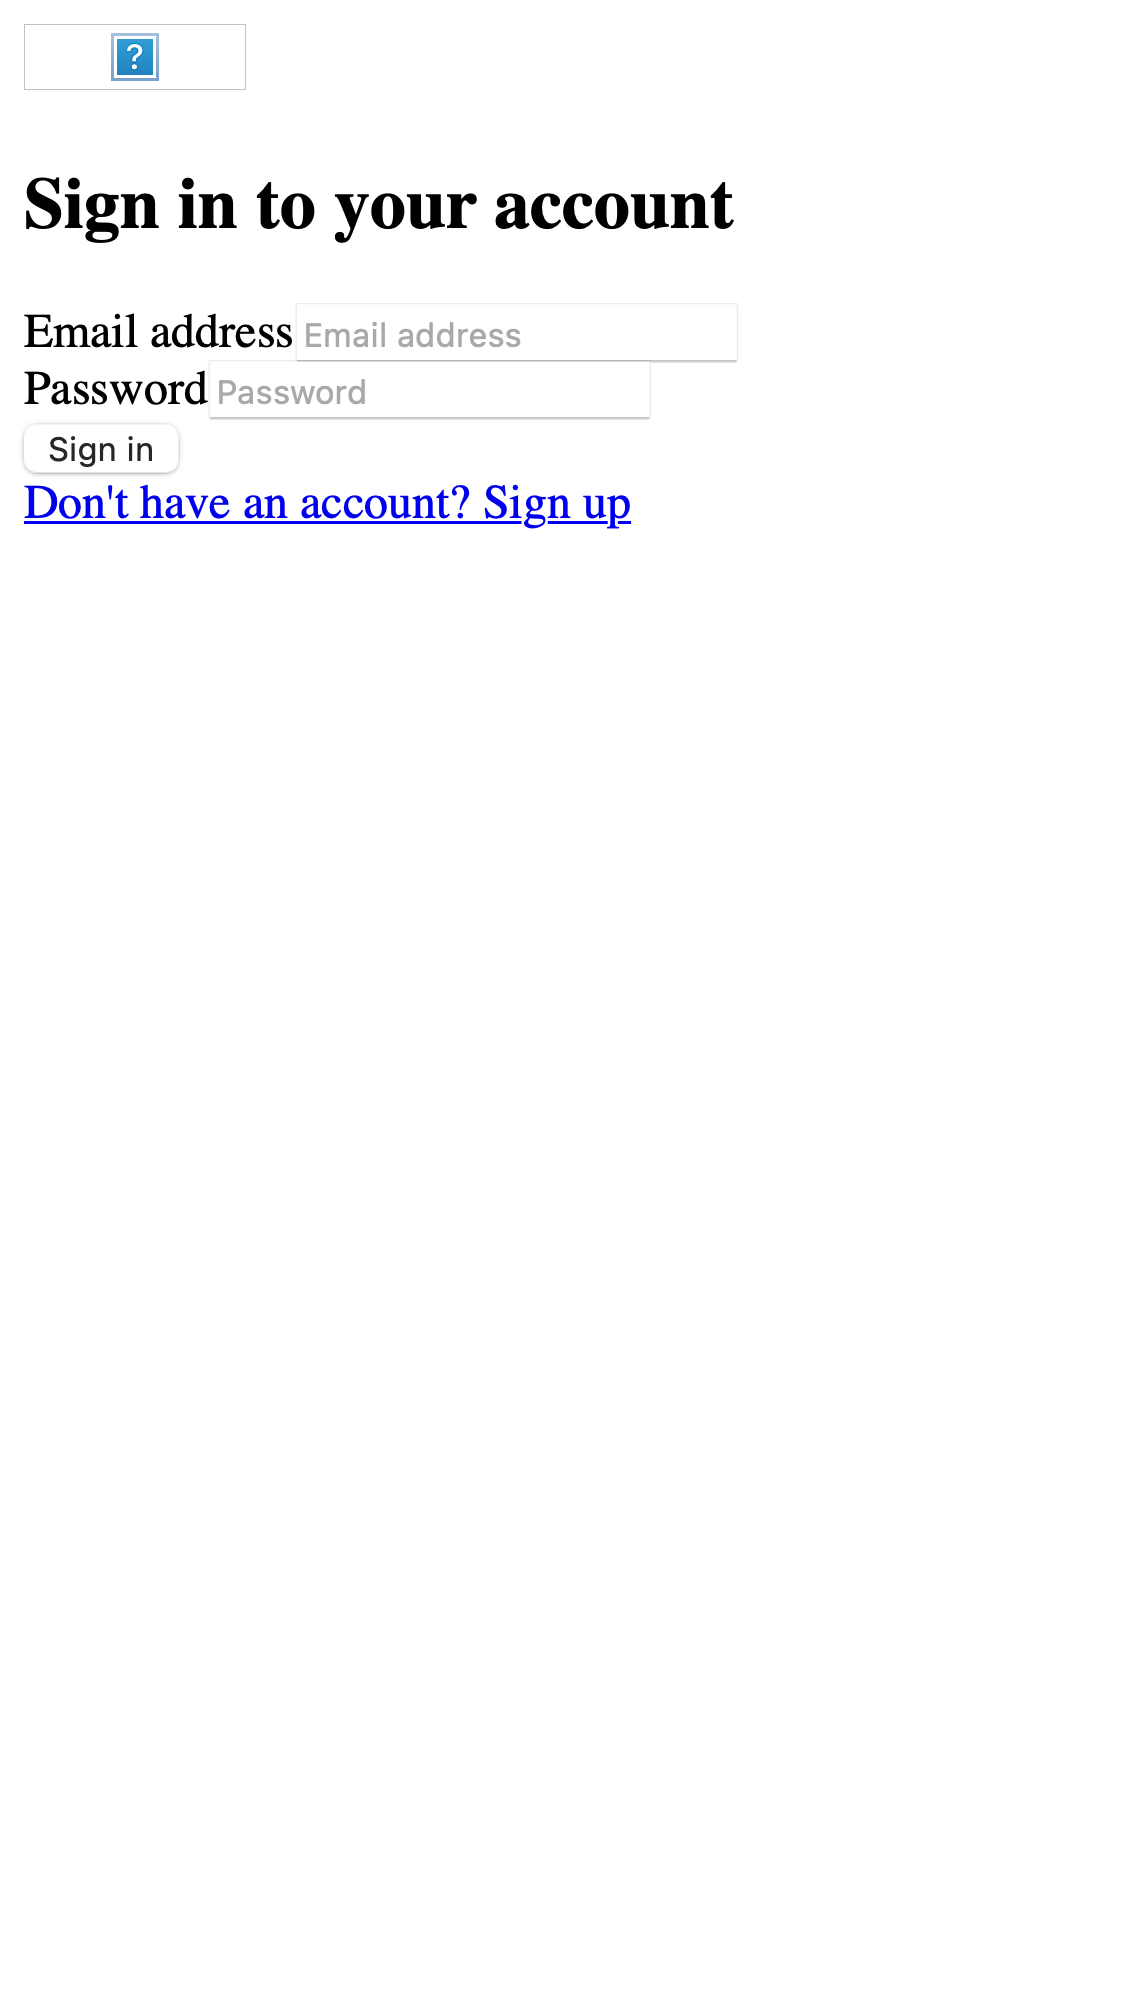 Sign in to your account
Email address Email address
Password Password
Sign in
Don't have an account? Sign up